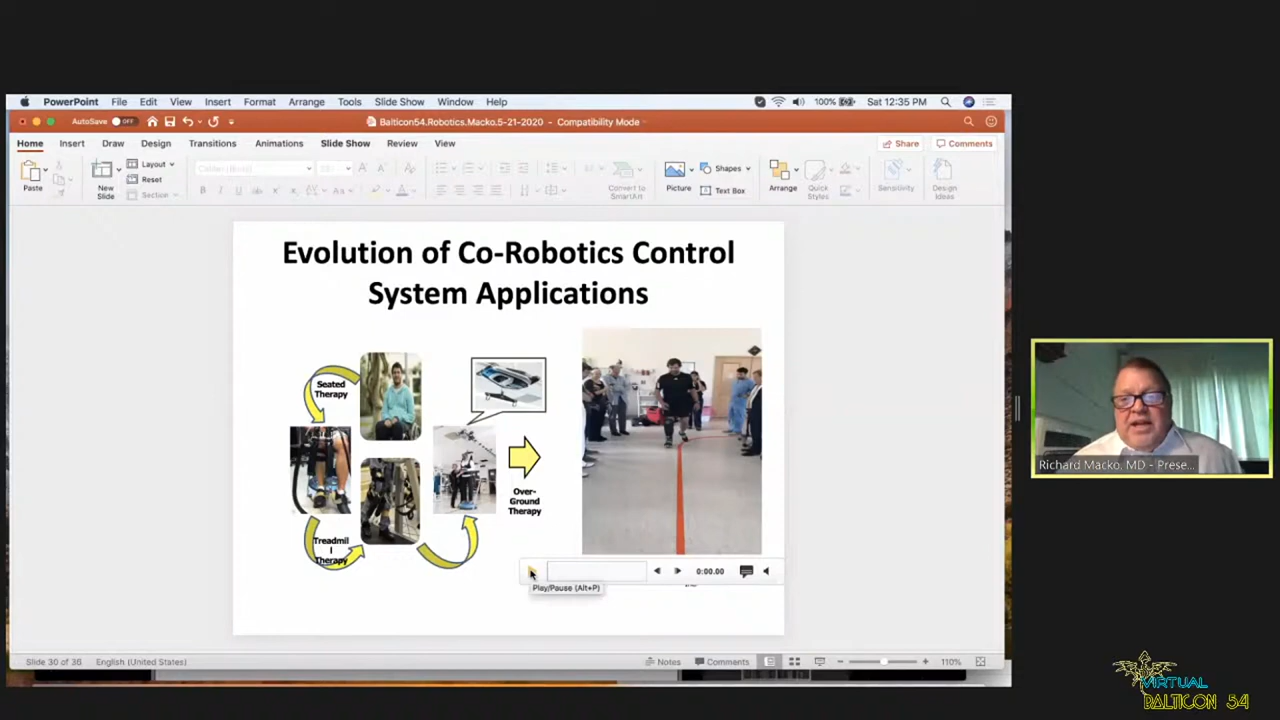 PowerPoint File Edit View Insert Format Arrange Tools Slide Show Window Help 100% Sat 12:35 PM
AutoSave OFF Balticon54.Robotics.Macko.5-21-2020 - Compatibility Mode
Home Insert Draw Design Transitions Animations Slide Show Review View Share Comments
Paste
New Slide
Layout
Reset
Section
Convert to SmartArt
Picture
Shapes
Text Box
Arrange
Quick Styles
Sensitivity
Design Ideas
Evolution of Co-Robotics Control
System Applications
Seated
Therapy
Treadmil
l
Therapy
Over-
Ground
Therapy
0:00.00
Play/Pause (Alt+P)
Richard Macko, MD - Prese...
Slide 30 of 36 English (United States) Notes Comments 110%
VIRTUAL
BALTICON 54